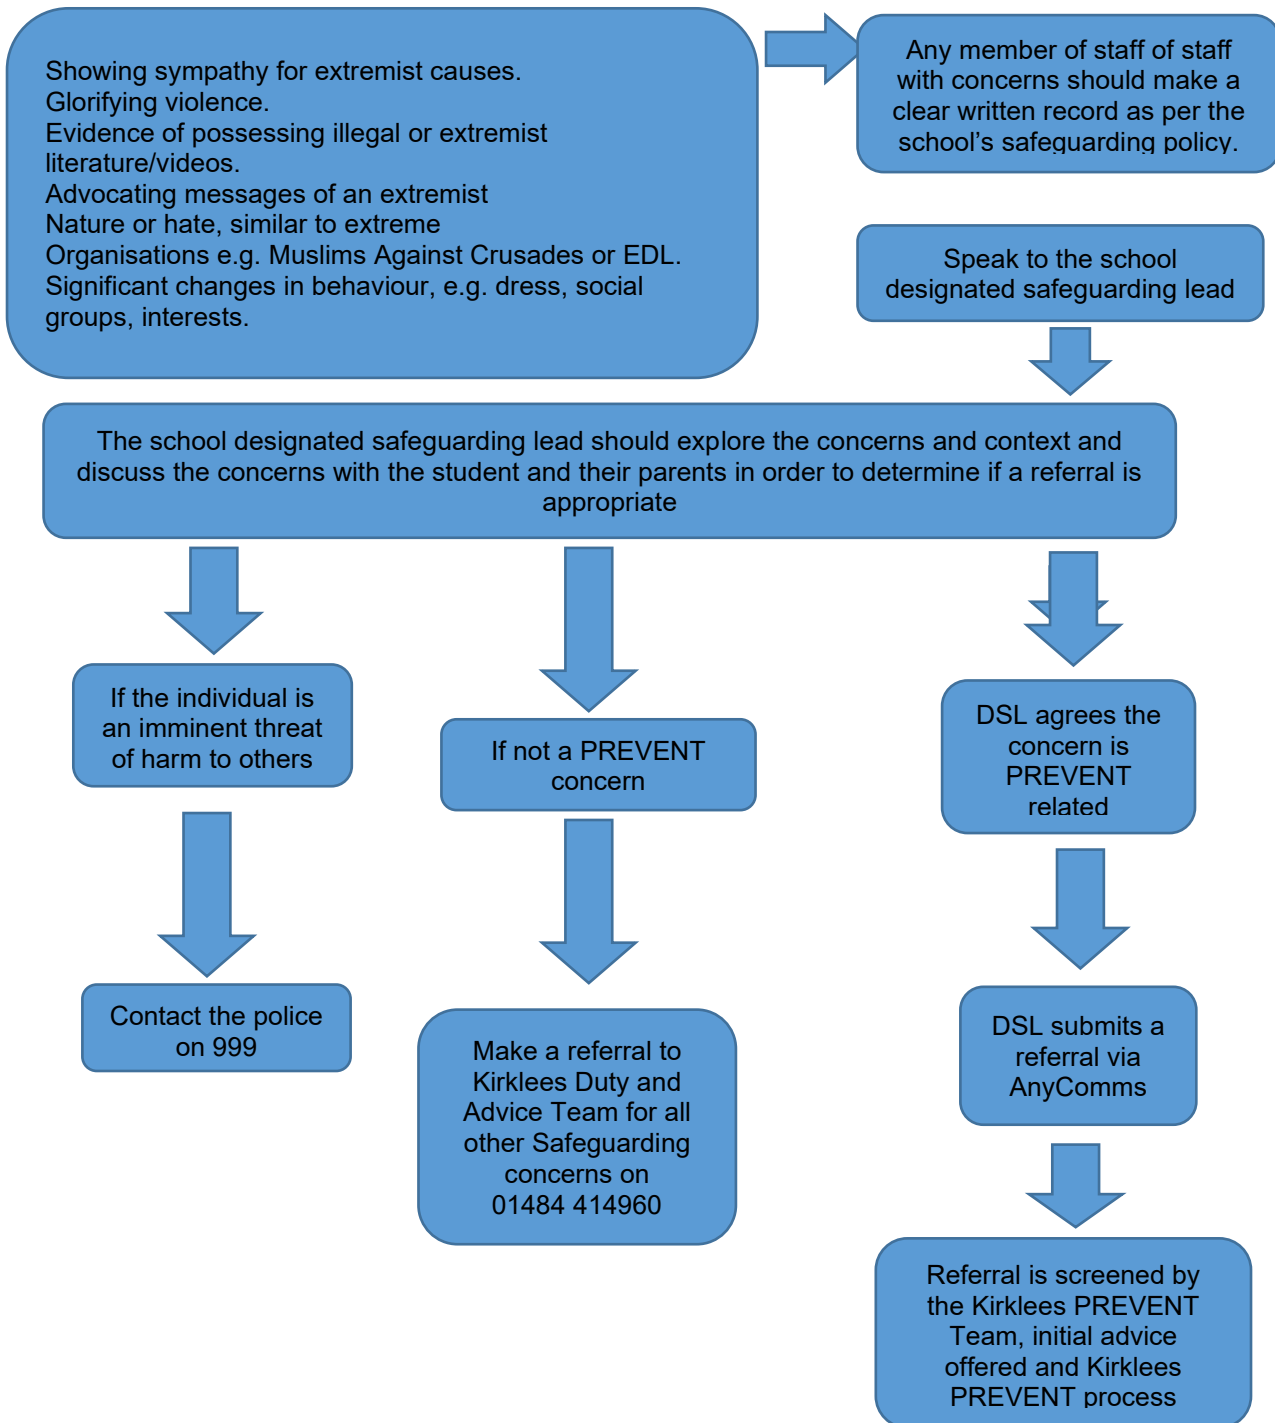 Showing sympathy for extremist causes.
Glorifying violence.
Evidence of possessing illegal or extremist
literature/videos.
Advocating messages of an extremist
Nature or hate, similar to extreme
Organisations e.g. Muslims Against Crusades or EDL.
Significant changes in behaviour, e.g. dress, social
groups, interests.
Any member of staff of staff
with concerns should make a
clear written record as per the
school’s safeguarding policy.
Speak to the school
designated safeguarding lead
The school designated safeguarding lead should explore the concerns and context and
discuss the concerns with the student and their parents in order to determine if a referral is
appropriate
If the individual is
an imminent threat
of harm to others
Contact the police
on 999
If not a PREVENT
concern
Make a referral to
Kirklees Duty and
Advice Team for all
other Safeguarding
concerns on
01484 414960
DSL agrees the
concern is
PREVENT
related
DSL submits a
referral via
AnyComms
Referral is screened by
the Kirklees PREVENT
Team, initial advice
offered and Kirklees
PREVENT process